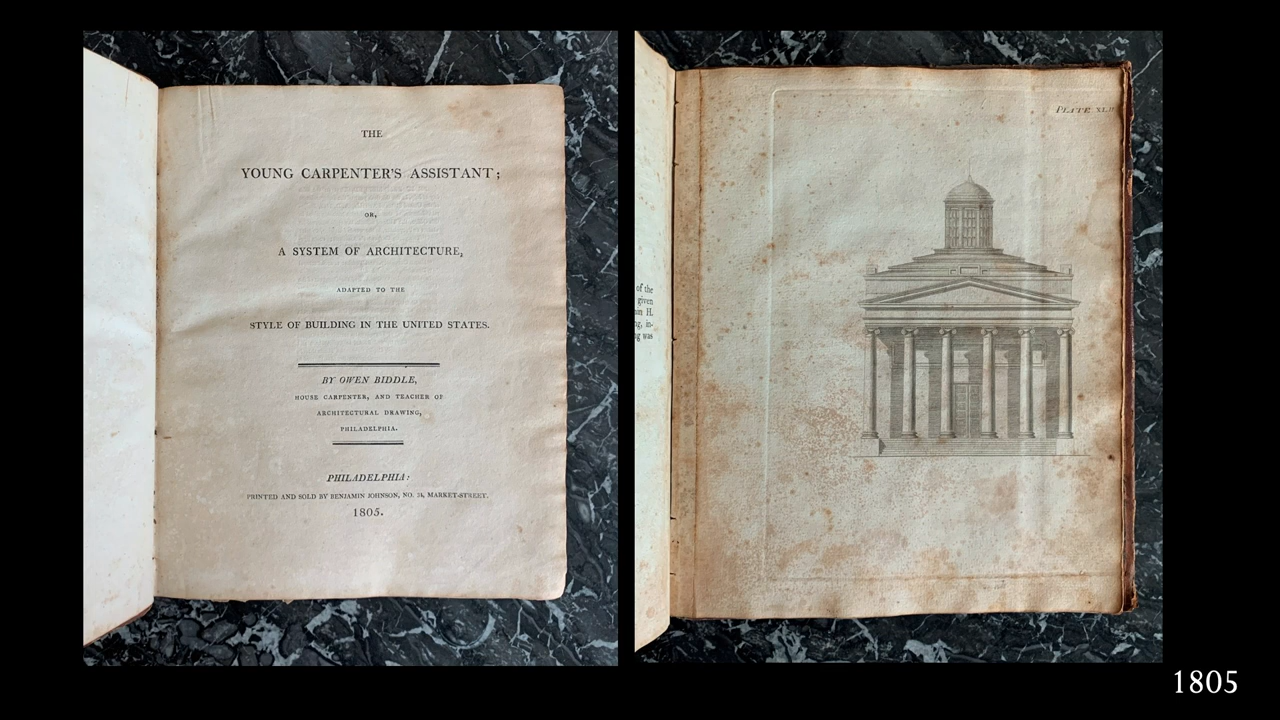 THE
YOUNG CARPENTER'S ASSISTANT;
OR,
A SYSTEM OF ARCHITECTURE,
ADAPTED TO THE
STYLE OF BUILDING IN THE UNITED STATES.
BY OWEN BIDDLE,
HOUSE CARPENTER, AND TEACHER OF
ARCHITECTURAL DRAWING,
PHILADELPHIA.
PHILADELPHIA:
PRINTED AND SOLD BY BENJAMIN JOHNSON, NO. 31, MARKET-STREET.
1805.
of the
given
H.
in-
was
PLATE
1805